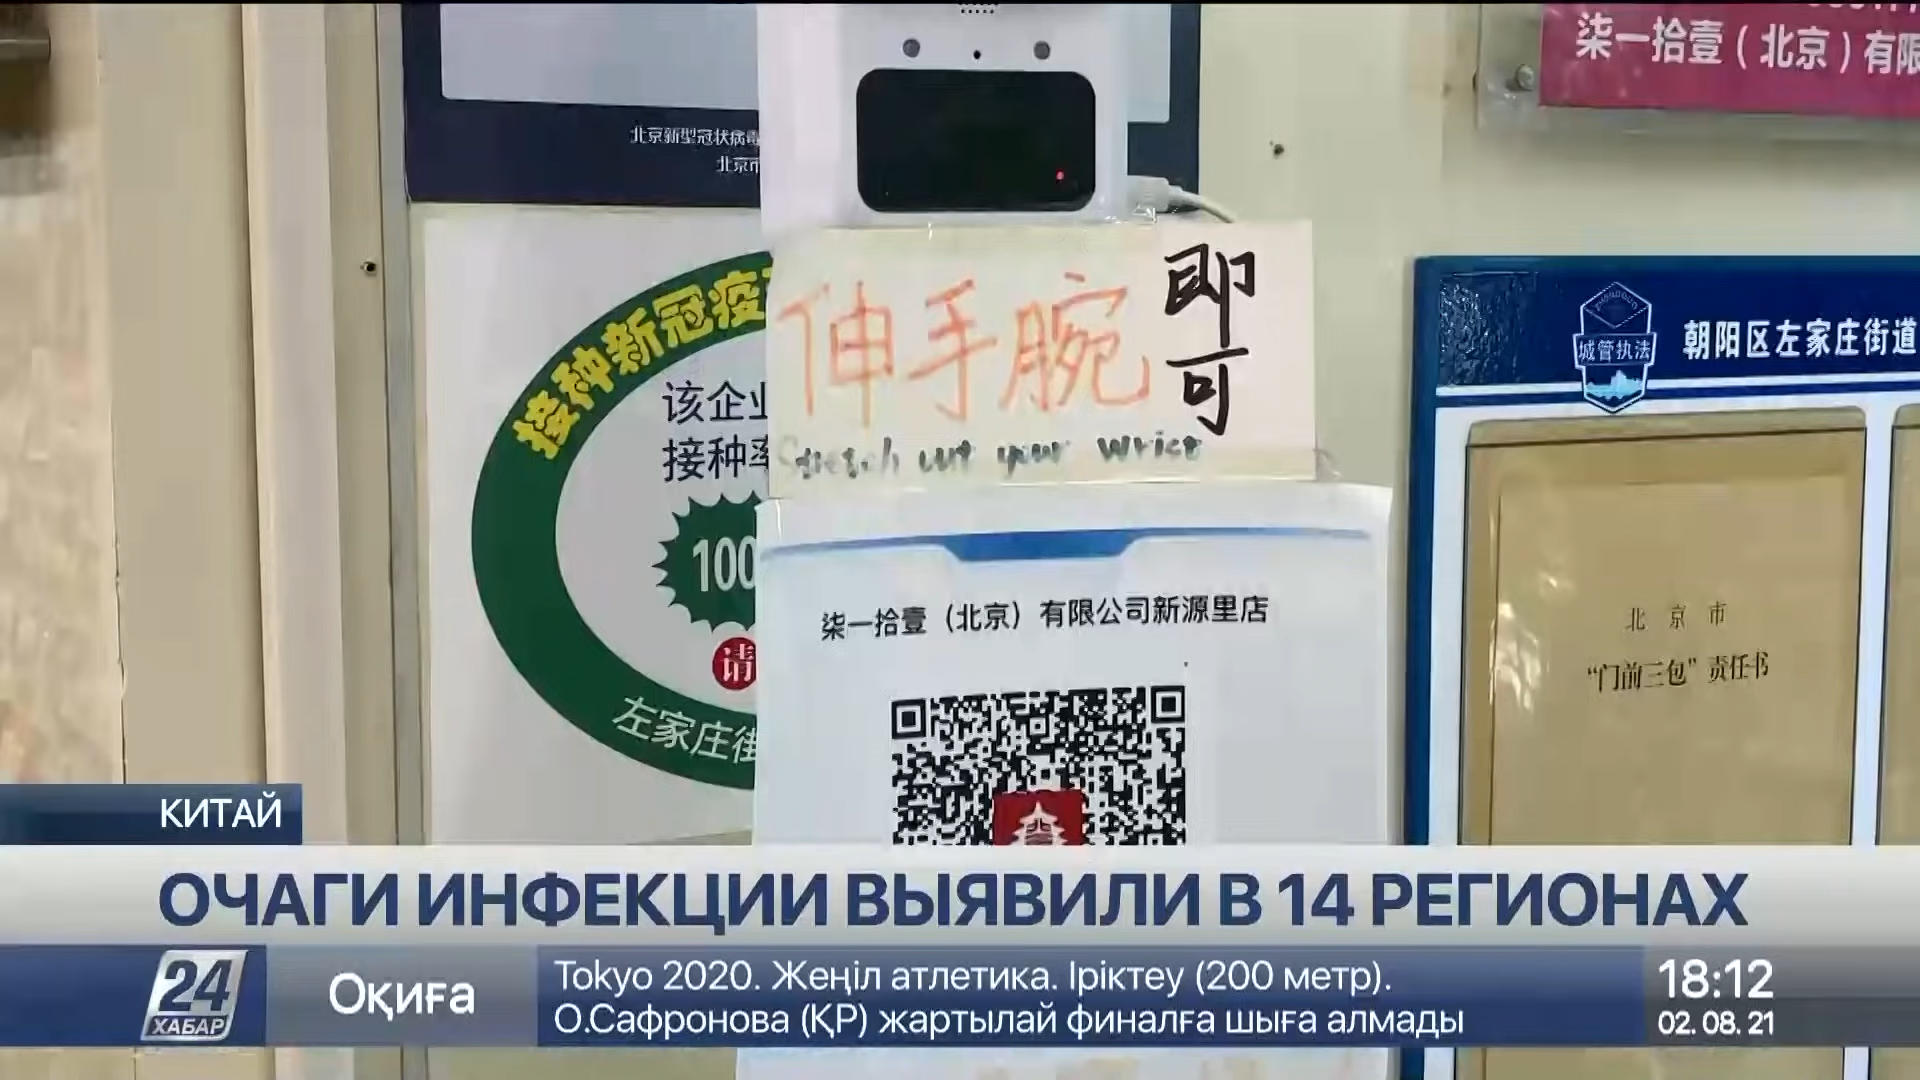 柒一拾壹（北京）有限
北京新型冠状病毒
北京市
接种新冠疫
该企业
接种率
100
请
左家庄街
伸手腕
即可
Stretch out your wrist
柒一拾壹（北京）有限公司新源里店
城管执法
朝阳区左家庄街道
北京市
“门前三包”责任书
КИТАЙ
ОЧАГИ ИНФЕКЦИИ ВЫЯВИЛИ В 14 РЕГИОНАХ
24
ХАБАР
Оқиға
Tokyo 2020. Жеңіл атлетика. Іріктеу (200 метр).
О.Сафронова (ҚР) жартылай финалға шыға алмады
18:12
02. 08. 21